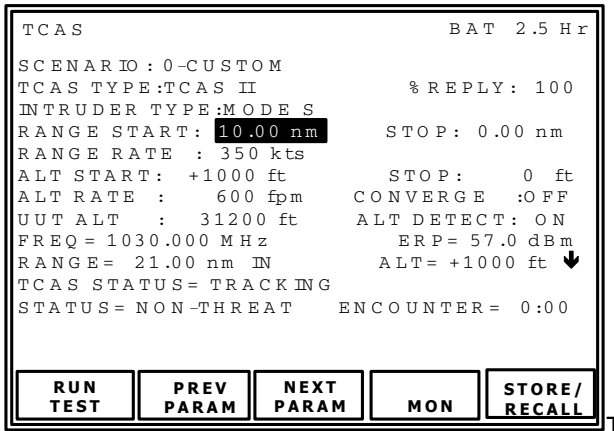 TCAS BAT 2.5 Hr
SCENARIO: 0-CUSTOM
TCAS TYPE:TCAS II %REPLY: 100
INTRUDER TYPE:MODE S
RANGE START: 10.00 nm STOP: 0.00 nm
RANGE RATE : 350 kts
ALT START: +1000 ft STOP: 0 ft
ALT RATE : 600 fpm CONVERGE :OFF
UUT ALT : 31200 ft ALT DETECT: ON
FREQ= 1030.000 MHz ERP= 57.0 dBm
RANGE= 21.00 nm IN ALT= +1000 ft
TCAS STATUS= TRACKING
STATUS= NON-THREAT ENCOUNTER= 0:00
RUN TEST
PREV PARAM
NEXT PARAM
MON
STORE/ RECALL